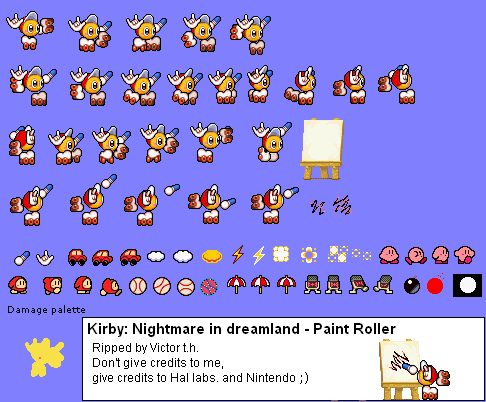 Damage palette
Kirby: Nightmare in dreamland - Paint Roller
Ripped by Victor t.h.
Don't give credits to me,
give credits to Hal labs. and Nintendo ;)